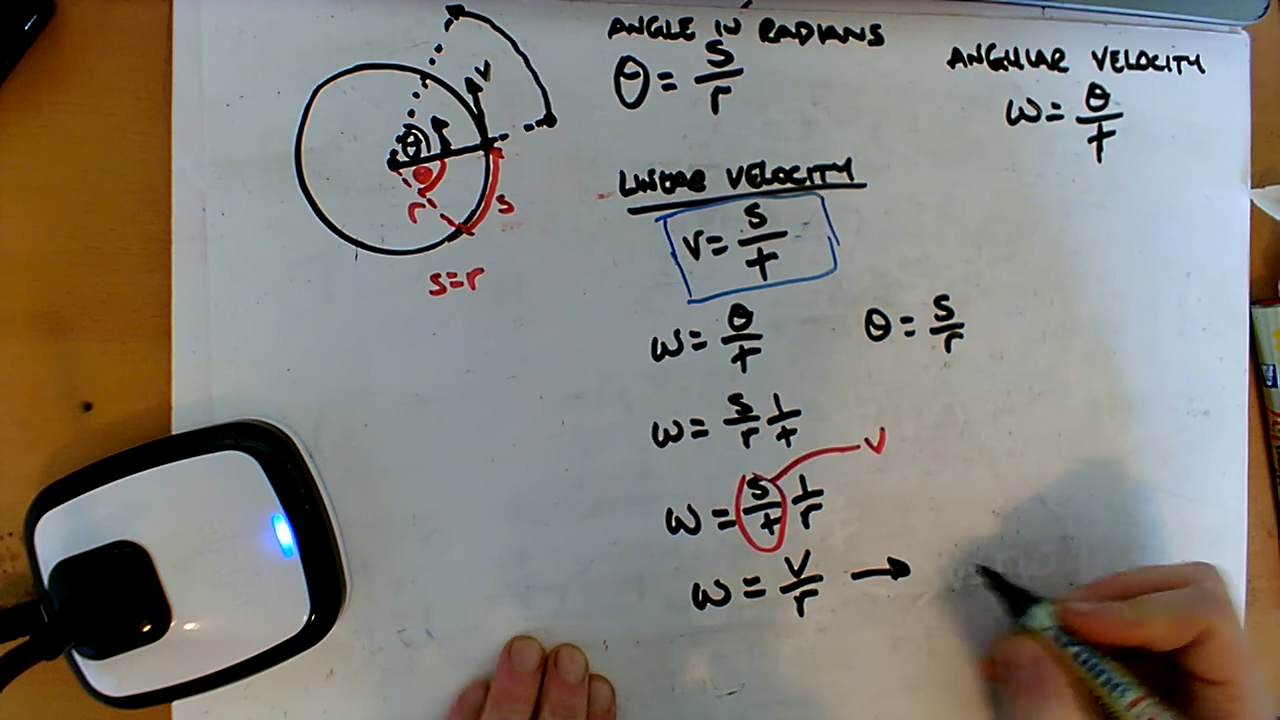 ANGLE IN RADIANS
θ = s/r
ANGULAR VELOCITY
ω = θ/t
v
θ
r
θ
r
s
s=r
LINEAR VELOCITY
v = s/t
ω = θ/t
θ = s/r
ω = s/r 1/t
v
ω = s/t 1/r
ω = v/r →